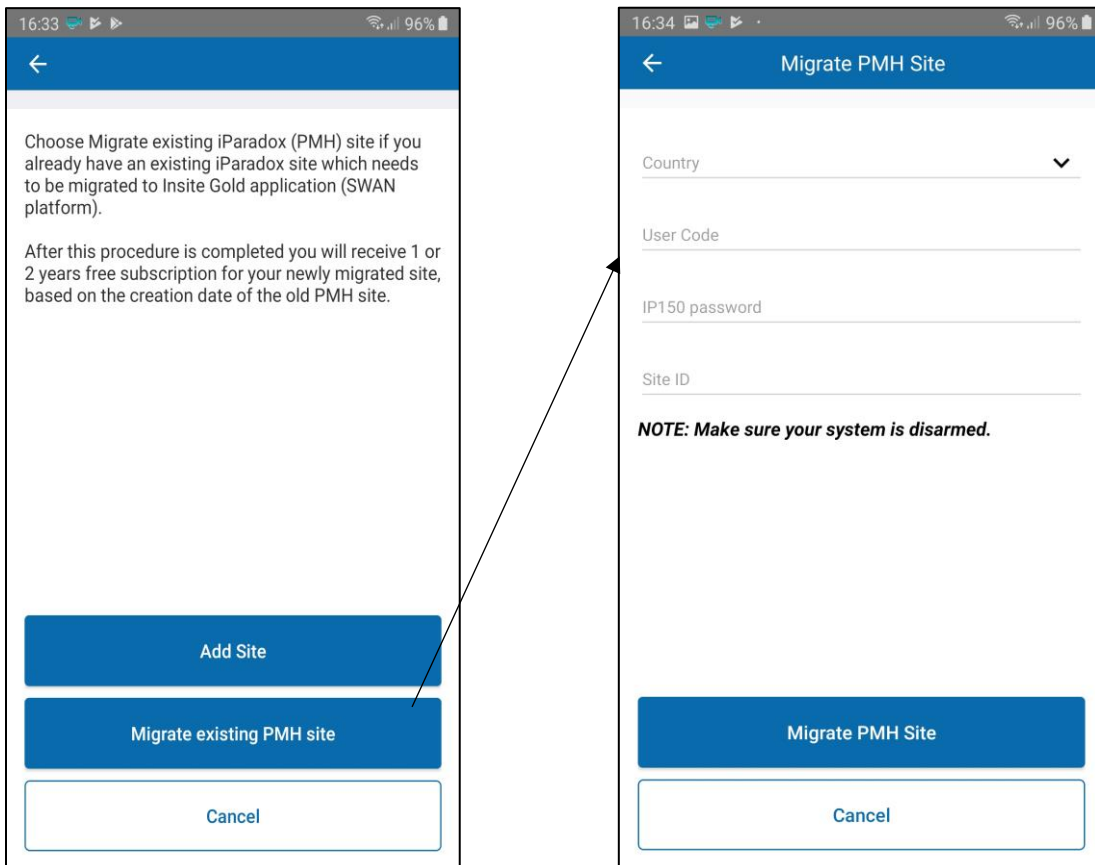 16:33
96%
Choose Migrate existing iParadox (PMH) site if you
already have an existing iParadox site which needs
to be migrated to Insite Gold application (SWAN
platform).
After this procedure is completed you will receive 1 or
2 years free subscription for your newly migrated site,
based on the creation date of the old PMH site.
Add Site
Migrate existing PMH site
Cancel
16:34
96%
Migrate PMH Site
Country
User Code
IP150 password
Site ID
NOTE: Make sure your system is disarmed.
Migrate PMH Site
Cancel